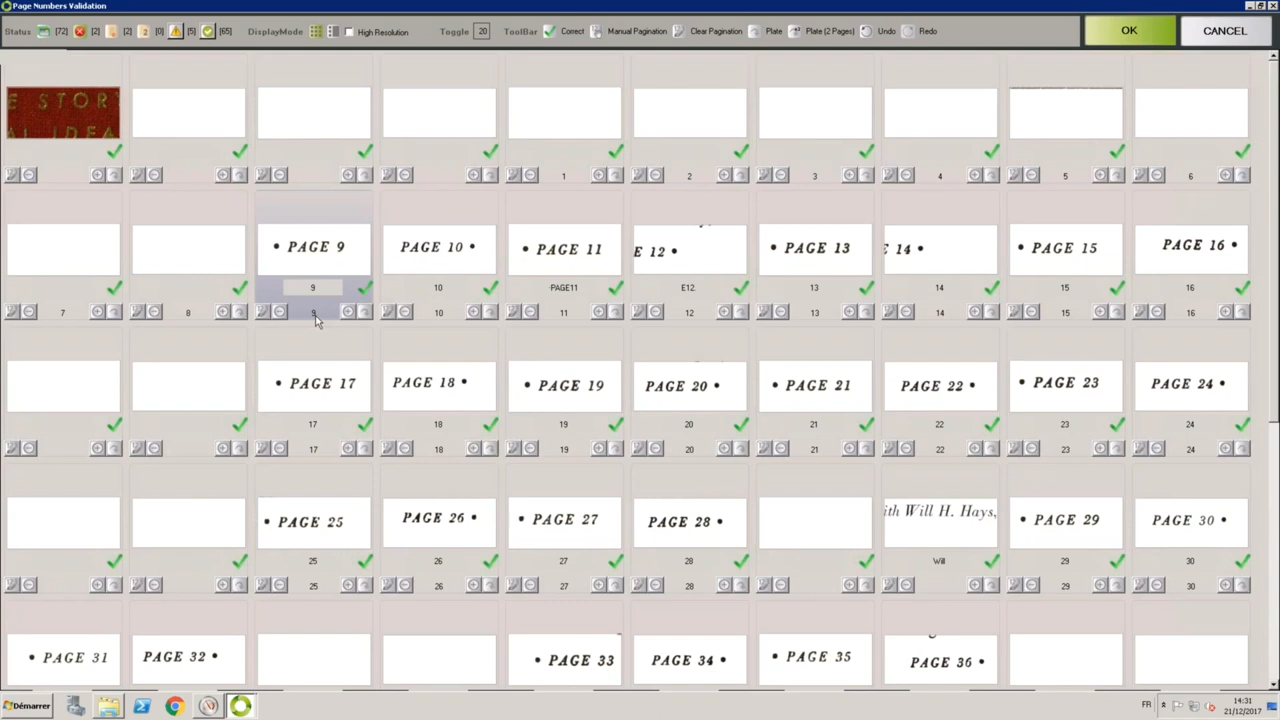 Page Numbers Validation
Status [72] [2] [2] [0] [5] [65] DisplayMode High Resolution Toggle 20 ToolBar Correct Manual Pagination Clear Pagination Plate Plate (2 Pages) Undo Redo OK CANCEL
E STORY
AL IDEA
1 2 3 4 5 6
• PAGE 9 PAGE 10 • • PAGE 11 E 12 • • PAGE 13 E 14 • • PAGE 15 PAGE 16 •
9 10 ·PAGE11 E12. 13 14 15 16
7 8 9 10 11 12 13 14 15 16
• PAGE 17 PAGE 18 • • PAGE 19 PAGE 20 • • PAGE 21 PAGE 22 • • PAGE 23 PAGE 24 •
17 18 19 20 21 22 23 24
17 18 19 20 21 22 23 24
• PAGE 25 PAGE 26 • • PAGE 27 PAGE 28 • ith Will H. Hays, • PAGE 29 PAGE 30 •
25 26 27 28 Will 29 30
25 26 27 28 29 30
• PAGE 31 PAGE 32 • • PAGE 33 PAGE 34 • • PAGE 35 PAGE 36 •
Démarrer FR 14:31
21/12/2017